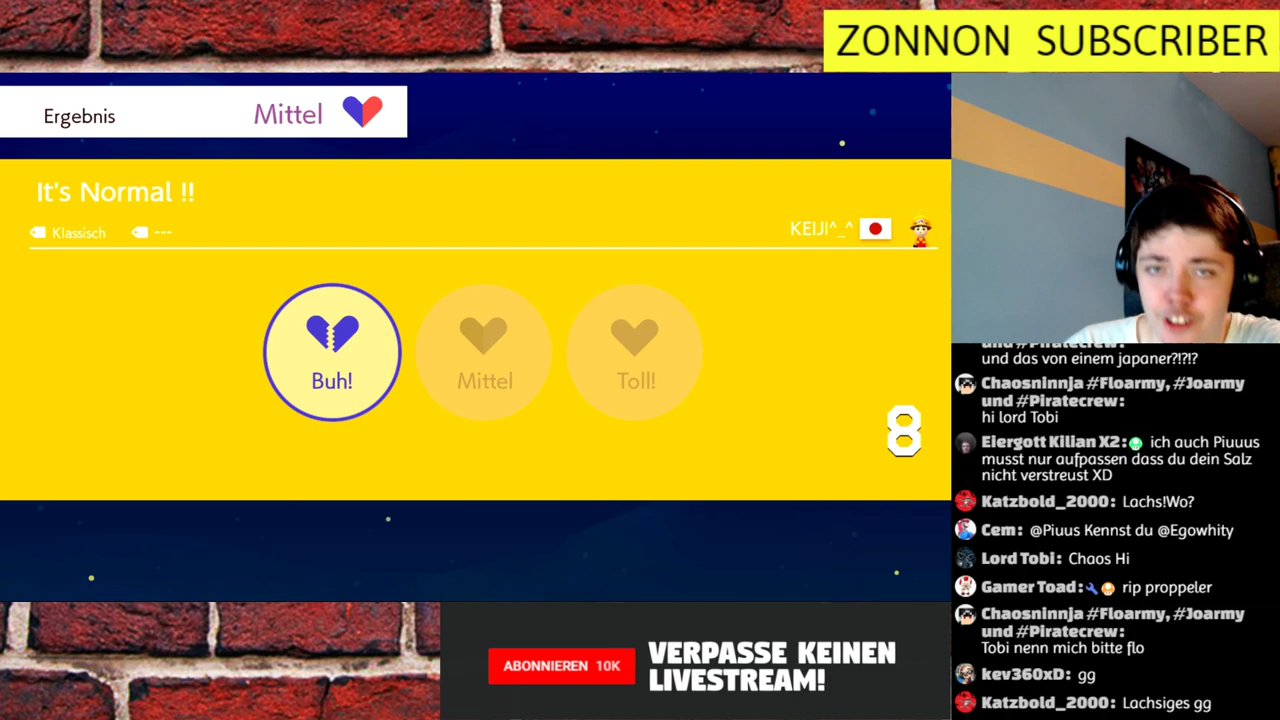 ZONNON SUBSCRIBER
Ergebnis
Mittel
It's Normal !!
Klassisch
---
KEIJI^_^
Buh!
Mittel
Toll!
8
und #Piratecrew:
und das von einem japaner?!?!?
Chaosninnja #Floarmy, #Joarmy
und #Piratecrew:
hi lord Tobi
Eiergott Kilian X2: ich auch Piuuus
musst nur aufpassen dass du dein Salz
nicht verstreust XD
Katzbold_2000: Lachs!Wo?
Cem: @Piuus Kennst du @Egowhity
Lord Tobi: Chaos Hi
Gamer Toad: rip proppeler
Chaosninnja #Floarmy, #Joarmy
und #Piratecrew:
Tobi nenn mich bitte flo
kev360xD: gg
Katzbold_2000: Lachsiges gg
ABONNIEREN 10K
VERPASSE KEINEN
LIVESTREAM!